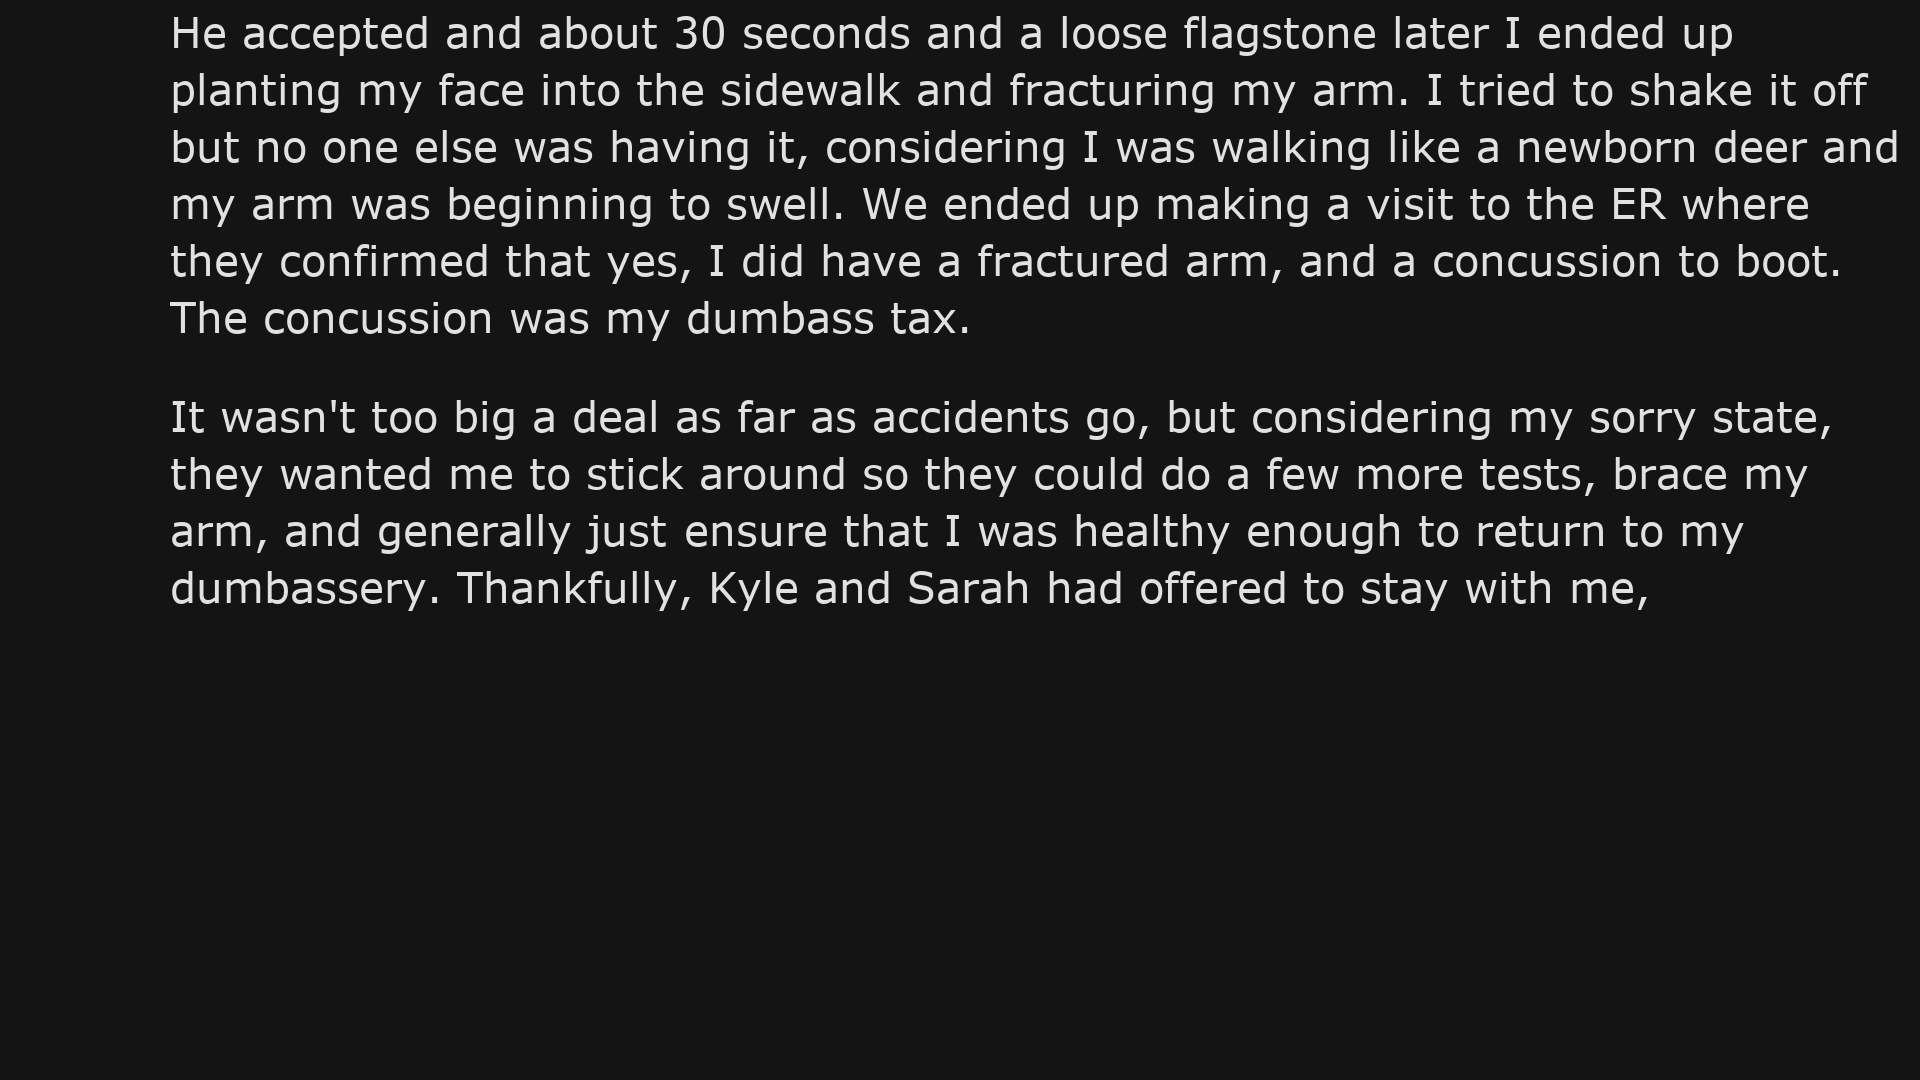 He accepted and about 30 seconds and a loose flagstone later I ended up
planting my face into the sidewalk and fracturing my arm. I tried to shake it off
but no one else was having it, considering I was walking like a newborn deer and
my arm was beginning to swell. We ended up making a visit to the ER where
they confirmed that yes, I did have a fractured arm, and a concussion to boot.
The concussion was my dumbass tax.
It wasn't too big a deal as far as accidents go, but considering my sorry state,
they wanted me to stick around so they could do a few more tests, brace my
arm, and generally just ensure that I was healthy enough to return to my
dumbassery. Thankfully, Kyle and Sarah had offered to stay with me,